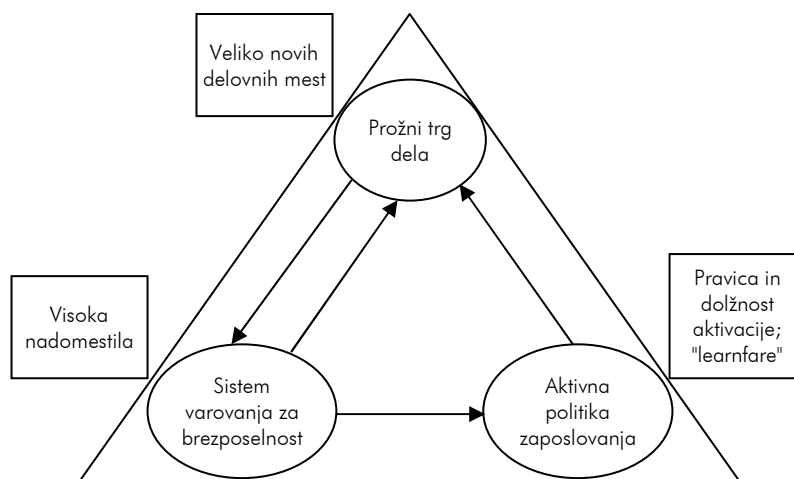 Veliko novih
delovnih mest
Prožni trg
dela
Visoka
nadomestila
Pravica in
dolžnost
aktivacije;
"learnfare"
Sistem
varovanja za
brezposelnost
Aktivna
politika
zaposlovanja